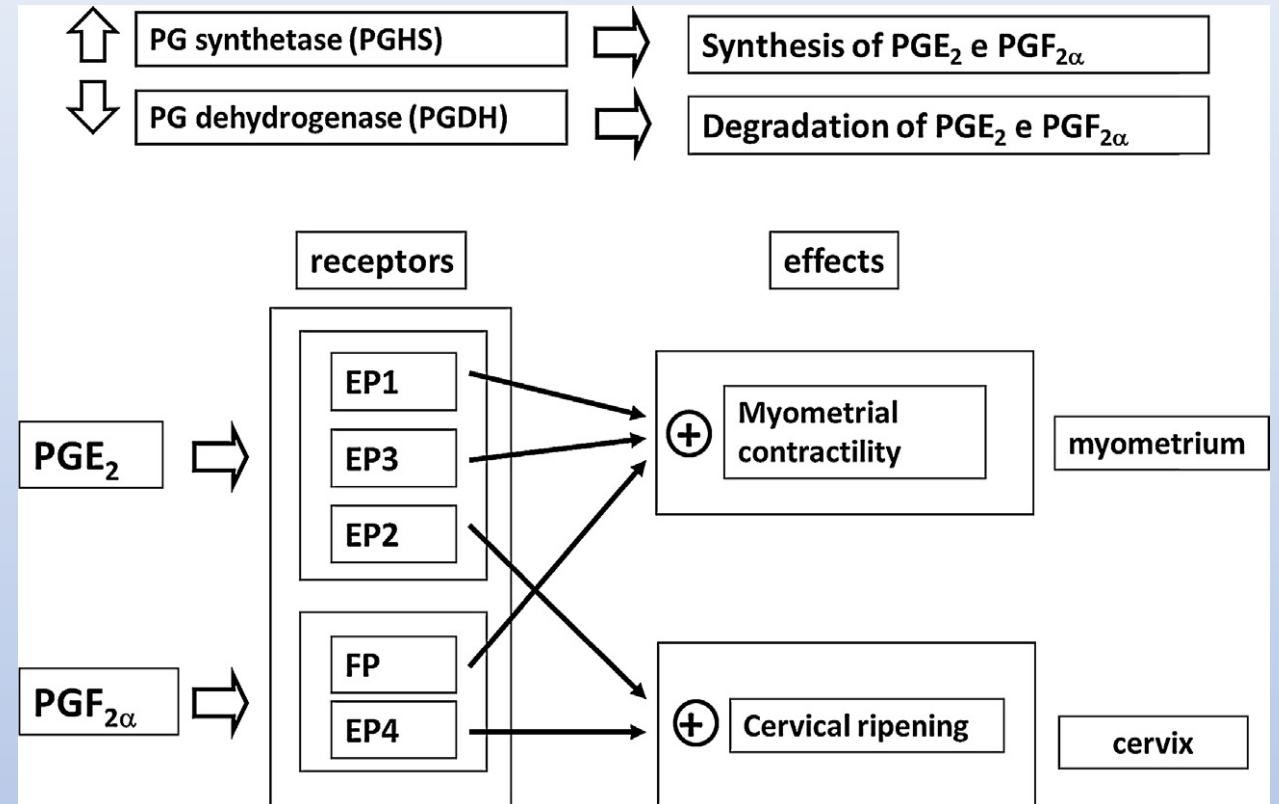 PG synthetase (PGHS)
Synthesis of PGE₂ e PGF₂α
PG dehydrogenase (PGDH)
Degradation of PGE₂ e PGF₂α
receptors
effects
EP1
EP3
EP2
PGE₂
+
Myometrial
contractility
myometrium
FP
EP4
PGF₂α
+
Cervical ripening
cervix